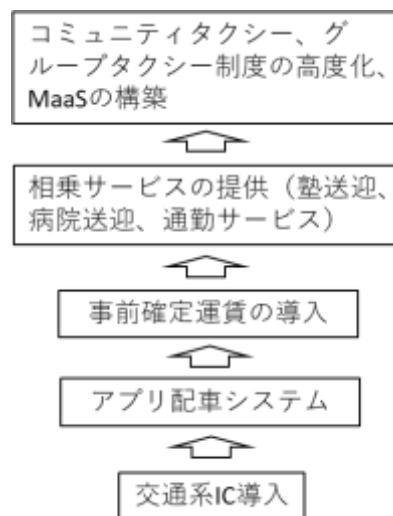 コミュニティタクシー、グ
ループタクシー制度の高度化、
MaaSの構築
相乗サービスの提供（塾送迎、
病院送迎、通勤サービス）
事前確定運賃の導入
アプリ配車システム
交通系IC導入